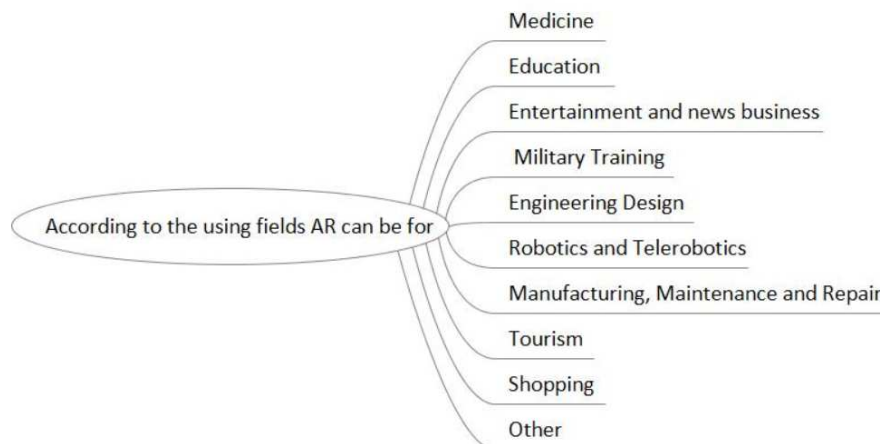 Medicine
Education
Entertainment and news business
Military Training
According to the using fields AR can be for
Engineering Design
Robotics and Telerobotics
Manufacturing, Maintenance and Repair
Tourism
Shopping
Other